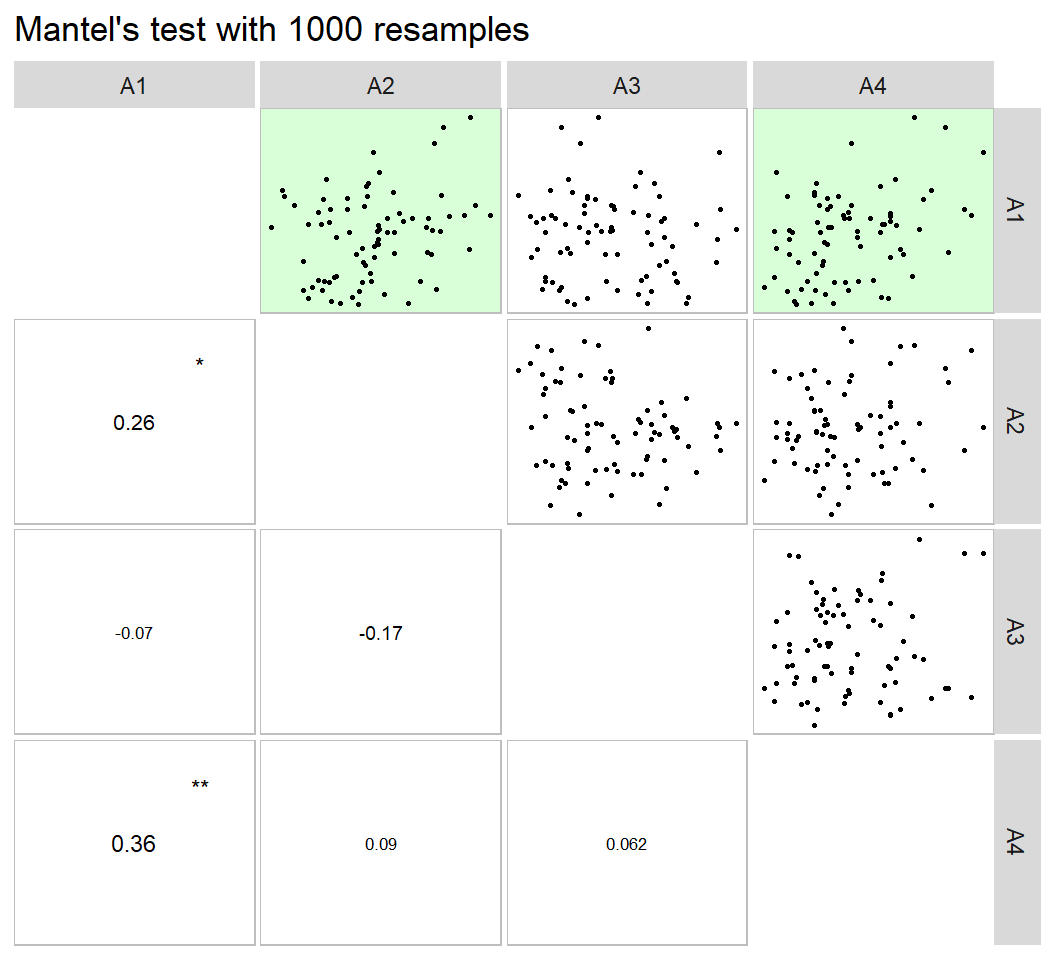 Mantel's test with 1000 resamples
A1 A2 A3 A4
A1
*
0.26
A2
-0.07 -0.17
A3
**
0.36 0.09 0.062
A4